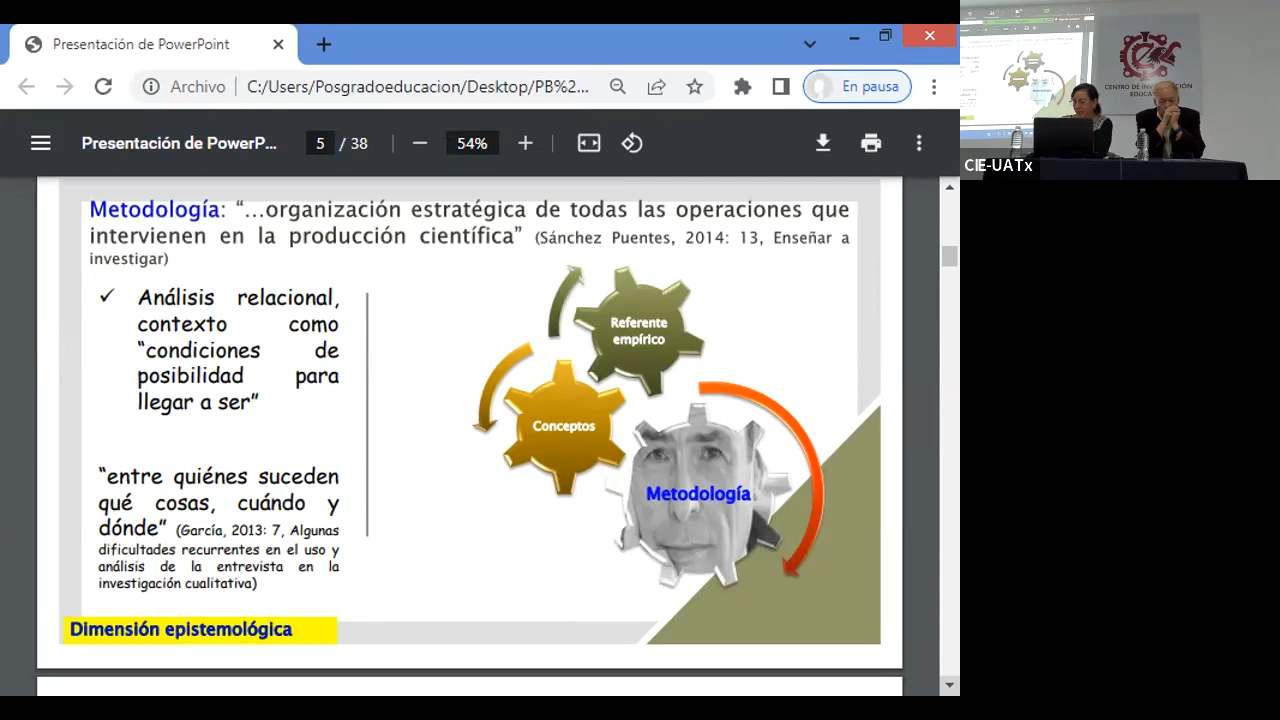 Presentación de PowerPoint
Archivo
C:/Users/Posgradoeducacion/Desktop/PB%2...
En pausa
Presentación de PowerP...
5 / 38
54%
Metodología: “…organización estratégica de todas las operaciones que
intervienen en la producción científica” (Sánchez Puentes, 2014: 13, Enseñar a
investigar)
✓ Análisis relacional,
contexto como
“condiciones de
posibilidad para
llegar a ser”
“entre quiénes suceden
qué cosas, cuándo y
dónde” (García, 2013: 7, Algunas
dificultades recurrentes en el uso y
análisis de la entrevista en la
investigación cualitativa)
Referente
empírico
Conceptos
Metodología
Dimensión epistemológica
CENTRO DE INVESTIGACIÓN
CIE-UATx